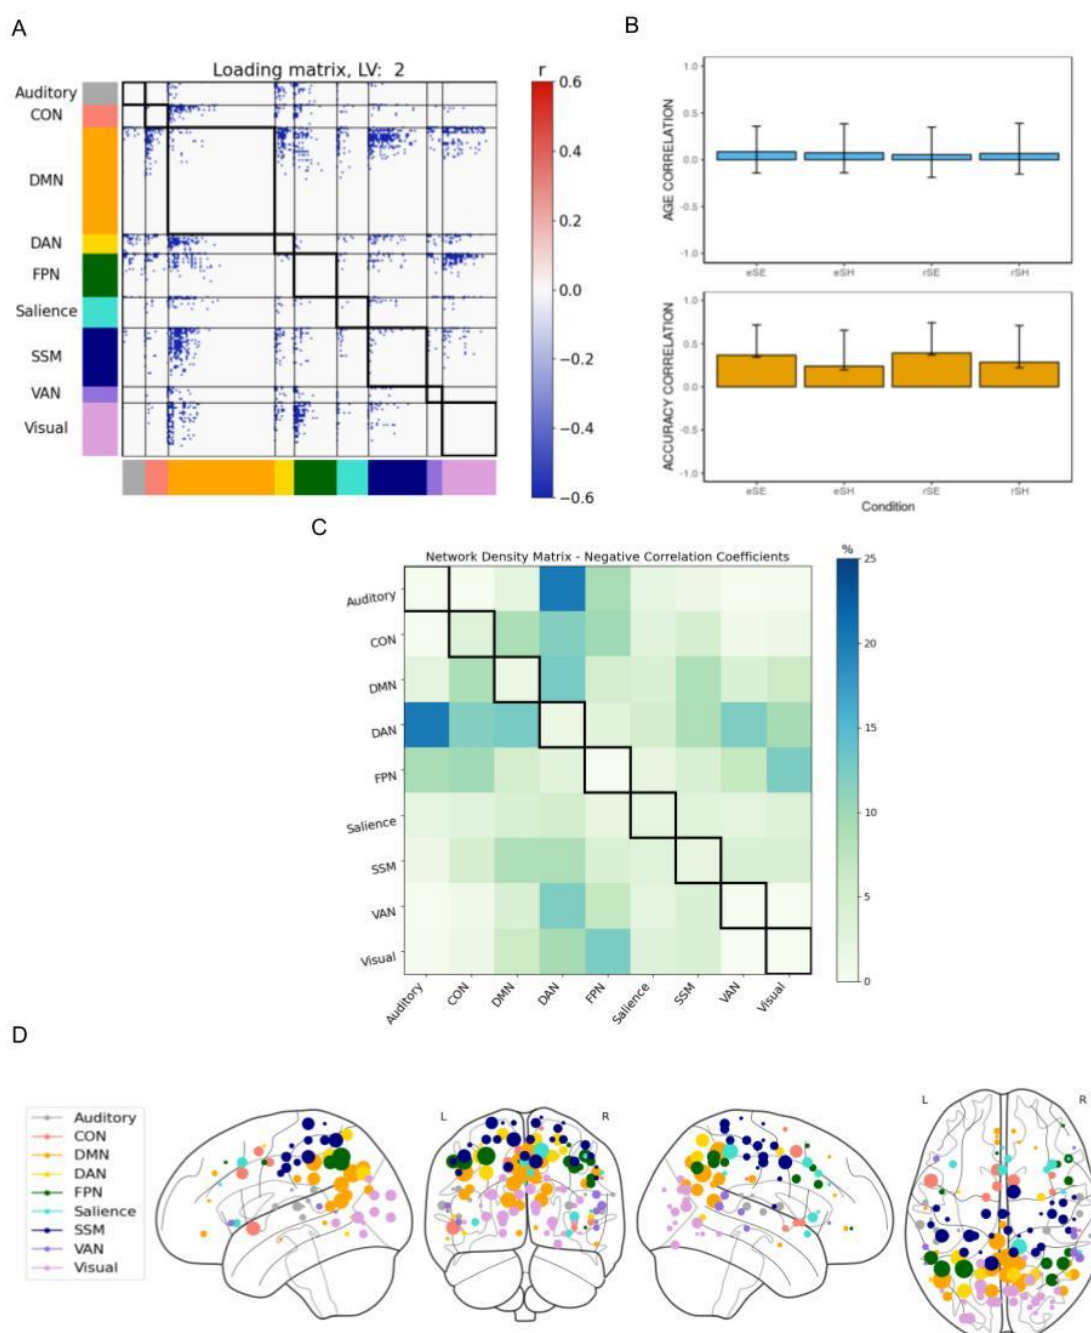 A
Loading matrix, LV: 2
r
Auditory
CON
DMN
DAN
FPN
Salience
SSM
VAN
Visual
0.6
0.4
0.2
0.0
−0.2
−0.4
−0.6
B
AGE CORRELATION
1.0
0.5
0.0
-0.5
-1.0
eSE eSH rSE rSH
ACCURACY CORRELATION
1.0
0.5
0.0
-0.5
-1.0
eSE eSH rSE rSH
Condition
C
Network Density Matrix - Negative Correlation Coefficients
%
Auditory
CON
DMN
DAN
FPN
Salience
SSM
VAN
Visual
Auditory CON DMN DAN FPN Salience SSM VAN Visual
25
20
15
10
5
0
D
Auditory
CON
DMN
DAN
FPN
Salience
SSM
VAN
Visual
L R
L R